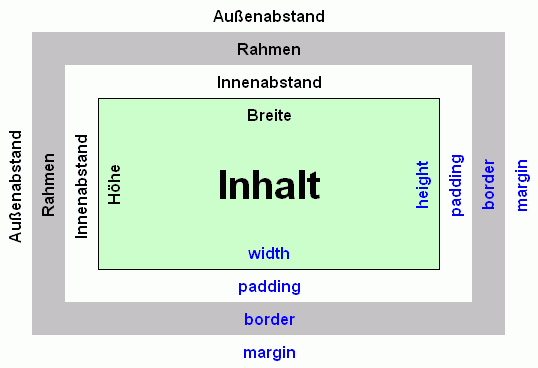 Außenabstand
Rahmen
Innenabstand
Breite
Außenabstand
Rahmen
Innenabstand
Höhe
Inhalt
height
padding
border
margin
width
padding
border
margin